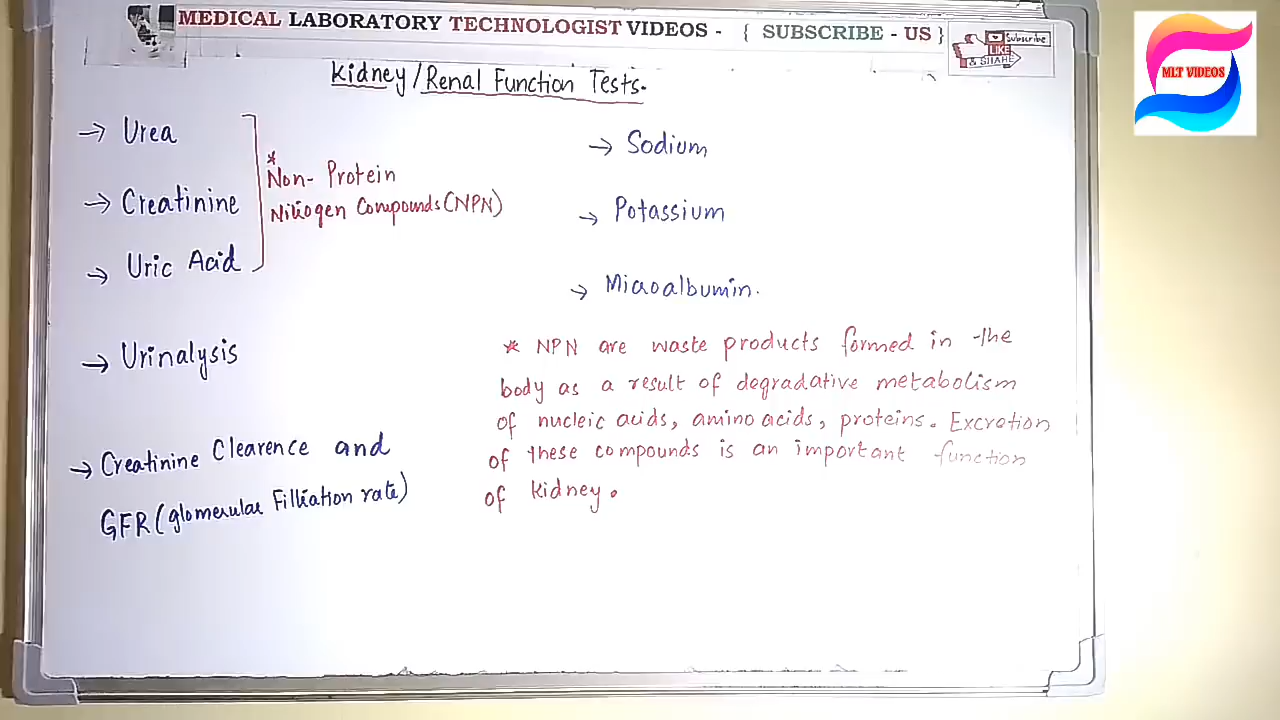 MEDICAL LABORATORY TECHNOLOGIST VIDEOS - { SUBSCRIBE - US }
Subscribe
LIKE
& SHARE
MLT VIDEOS
Kidney/Renal Function Tests.
→ Urea
→ Creatinine
→ Uric Acid
* Non- Protein
Nitrogen Compounds (NPN)
→ Urinalysis
→ Creatinine Clearence and
GFR (glomerular Filtration rate)
→ Sodium
→ Potassium
→ Microalbumin.
* NPN are waste products formed in the
body as a result of degradative metabolism
of nucleic acids, amino acids, proteins. Excretion
of these compounds is an important function
of kidney.